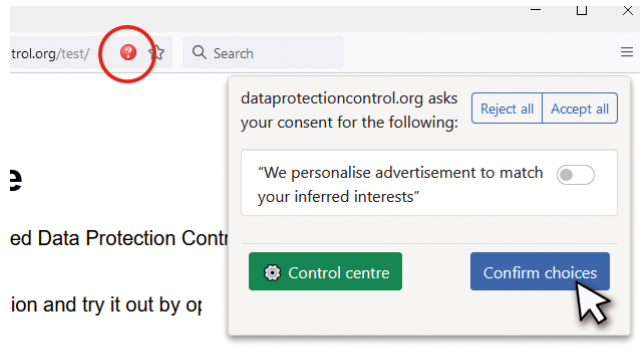 trol.org/test/ ? Search
dataprotectioncontrol.org asks
your consent for the following:
Reject all Accept all
e
“We personalise advertisement to match
your inferred interests”
ed Data Protection Contr
Control centre Confirm choices
ion and try it out by op